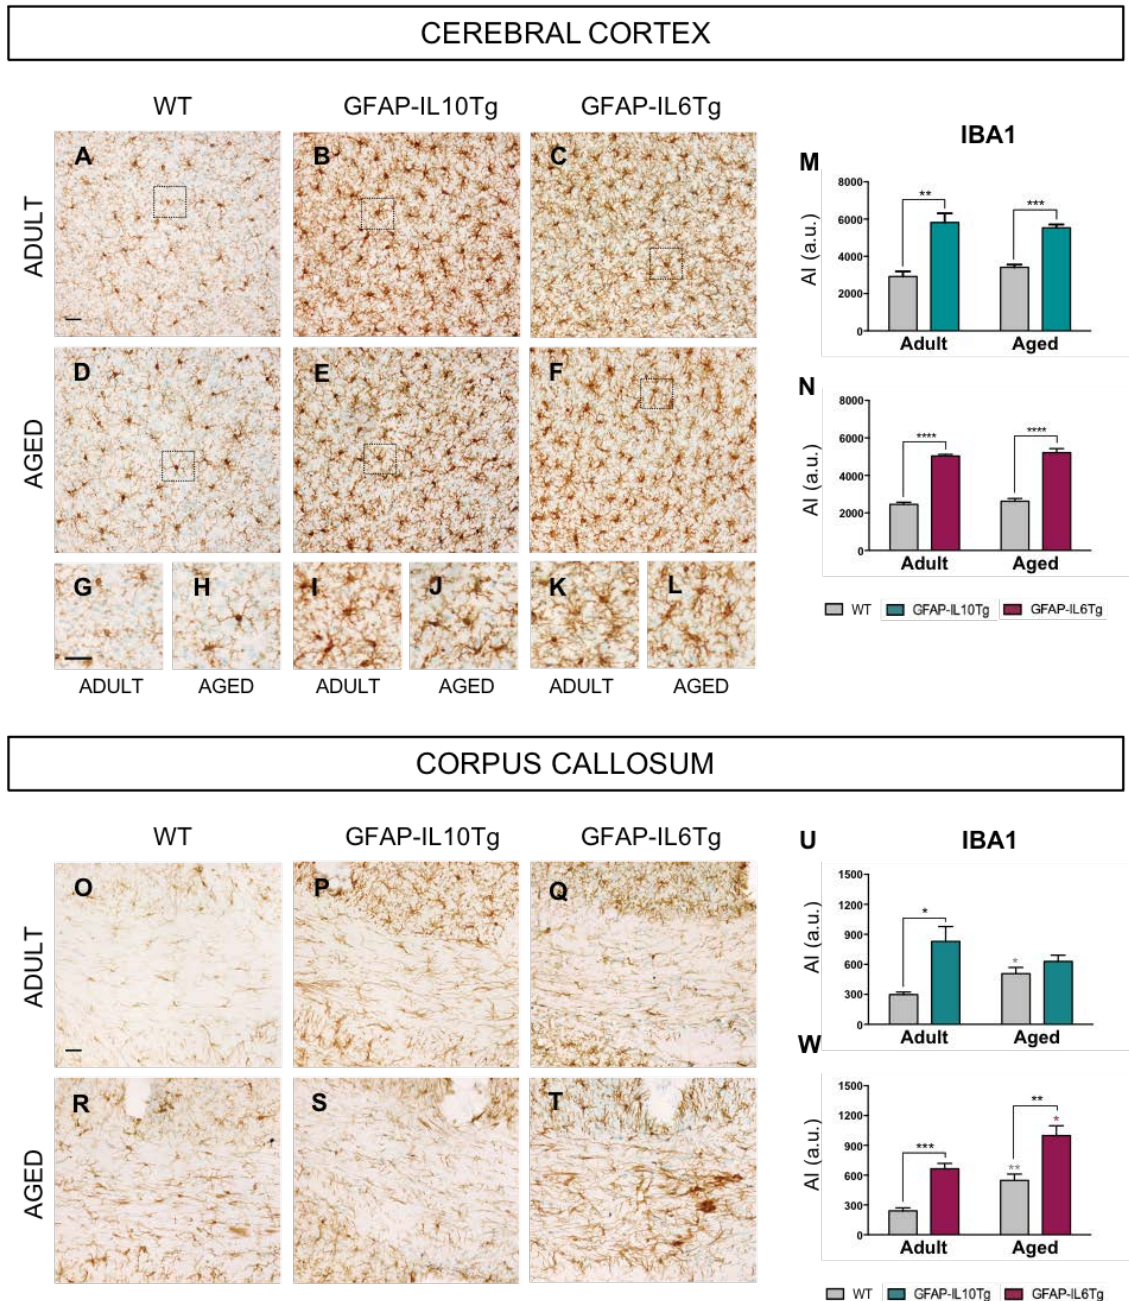 CEREBRAL CORTEX
WT GFAP-IL10Tg GFAP-IL6Tg
IBA1
ADULT
A B C
M
8000
6000
4000
2000
0
AI (a.u.)
** ***
Adult Aged
AGED
D E F
N
8000
6000
4000
2000
0
AI (a.u.)
**** ****
Adult Aged
WT GFAP-IL10Tg GFAP-IL6Tg
G H I J K L
ADULT AGED ADULT AGED ADULT AGED
CORPUS CALLOSUM
WT GFAP-IL10Tg GFAP-IL6Tg
U IBA1
ADULT
O P Q
1500
1200
900
600
300
0
AI (a.u.)
* *
Adult Aged
AGED
R S T
W
1500
1200
900
600
300
0
AI (a.u.)
*** ** ** *
Adult Aged
WT GFAP-IL10Tg GFAP-IL6Tg